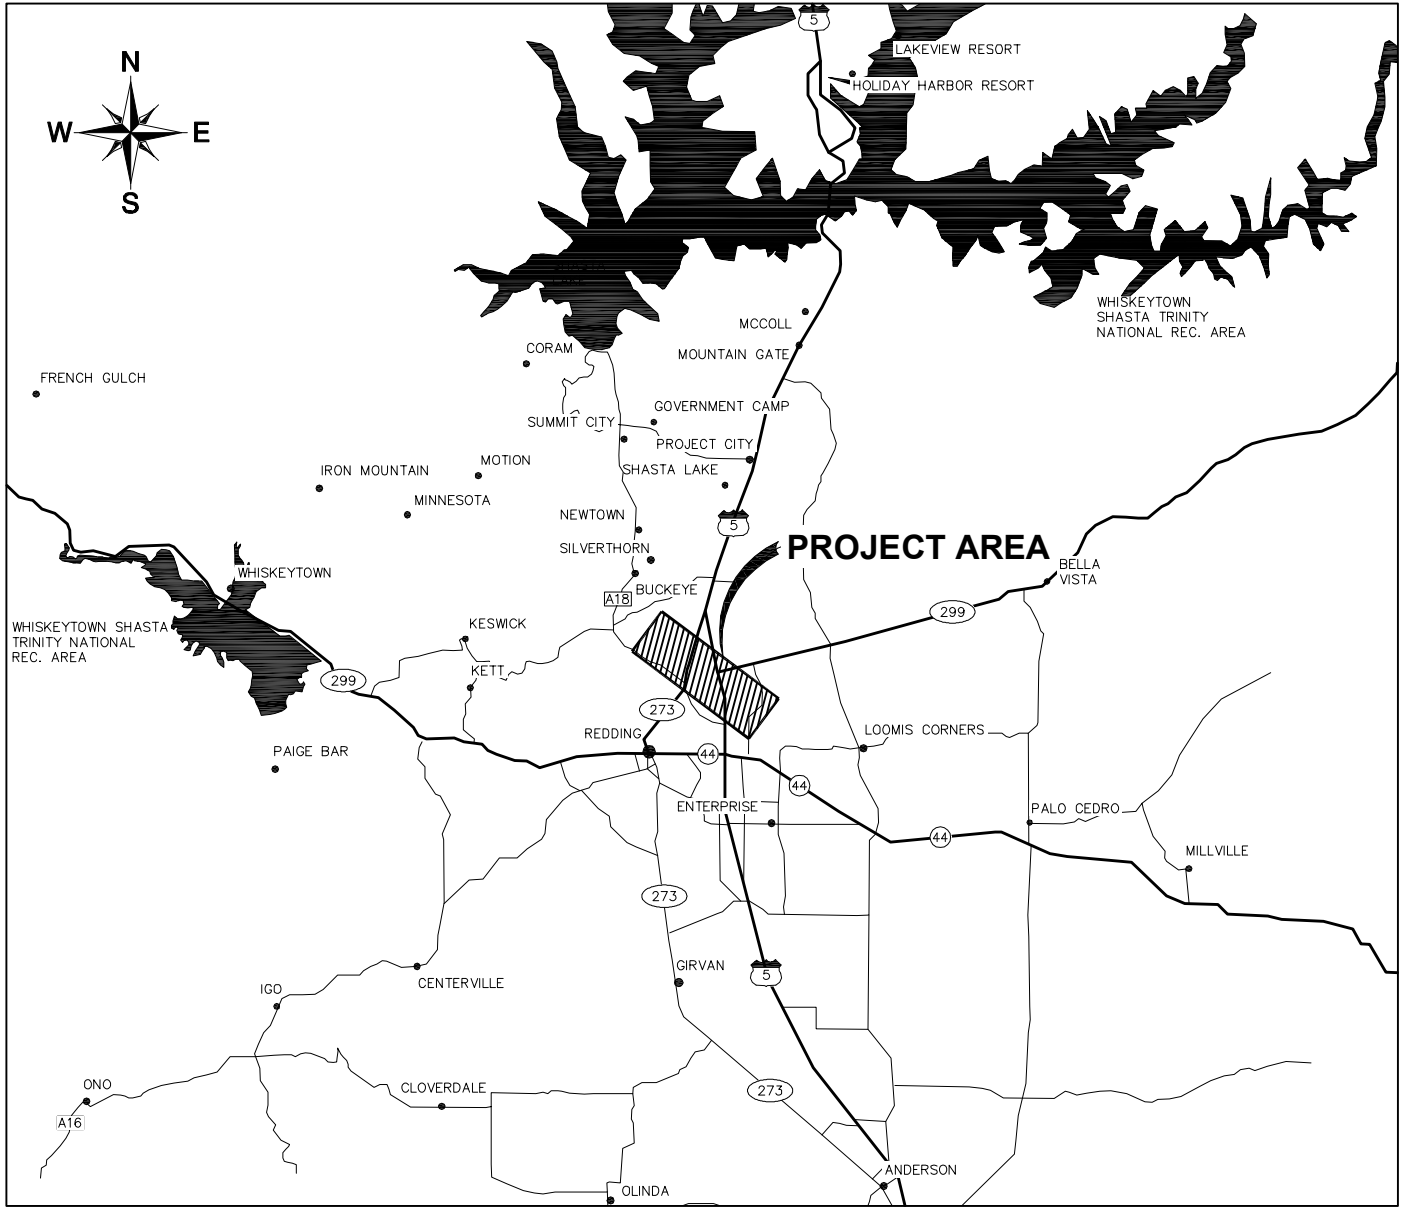 5
LAKEVIEW RESORT
HOLIDAY HARBOR RESORT
N
W
E
S
WHISKEYTOWN
SHASTA TRINITY
NATIONAL REC. AREA
MCCOLL
MOUNTAIN GATE
CORAM
FRENCH GULCH
GOVERNMENT CAMP
SUMMIT CITY
PROJECT CITY
SHASTA LAKE
MOTION
IRON MOUNTAIN
MINNESOTA
NEWTOWN
5
SILVERTHORN
PROJECT AREA
BELLA
VISTA
WHISKEYTOWN
BUCKEYE
A18
299
WHISKEYTOWN SHASTA
TRINITY NATIONAL
REC. AREA
KESWICK
KETT
299
273
REDDING
LOOMIS CORNERS
PAIGE BAR
44
44
ENTERPRISE
PALO CEDRO
44
MILLVILLE
273
GIRVAN
5
CENTERVILLE
IGO
ONO
CLOVERDALE
273
A16
ANDERSON
OLINDA